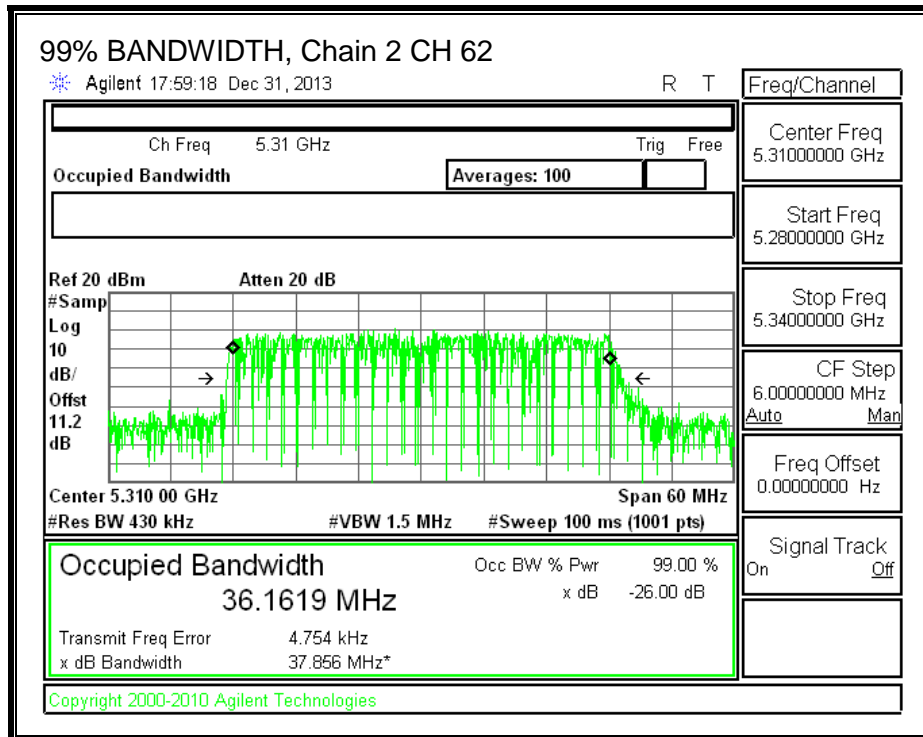 99% BANDWIDTH, Chain 2 CH 62
Agilent 17:59:18 Dec 31, 2013 R T
Ch Freq 5.31 GHz Trig Free
Occupied Bandwidth Averages: 100
Ref 20 dBm Atten 20 dB
#Samp
Log
10
dB/
Offst
11.2
dB
Center 5.310 00 GHz Span 60 MHz
#Res BW 430 kHz #VBW 1.5 MHz #Sweep 100 ms (1001 pts)
Occupied Bandwidth Occ BW % Pwr 99.00 %
36.1619 MHz x dB -26.00 dB
Transmit Freq Error 4.754 kHz
x dB Bandwidth 37.856 MHz*
Copyright 2000-2010 Agilent Technologies
Freq/Channel
Center Freq
5.31000000 GHz
Start Freq
5.28000000 GHz
Stop Freq
5.34000000 GHz
CF Step
6.00000000 MHz
Auto Man
Freq Offset
0.00000000 Hz
Signal Track
On Off